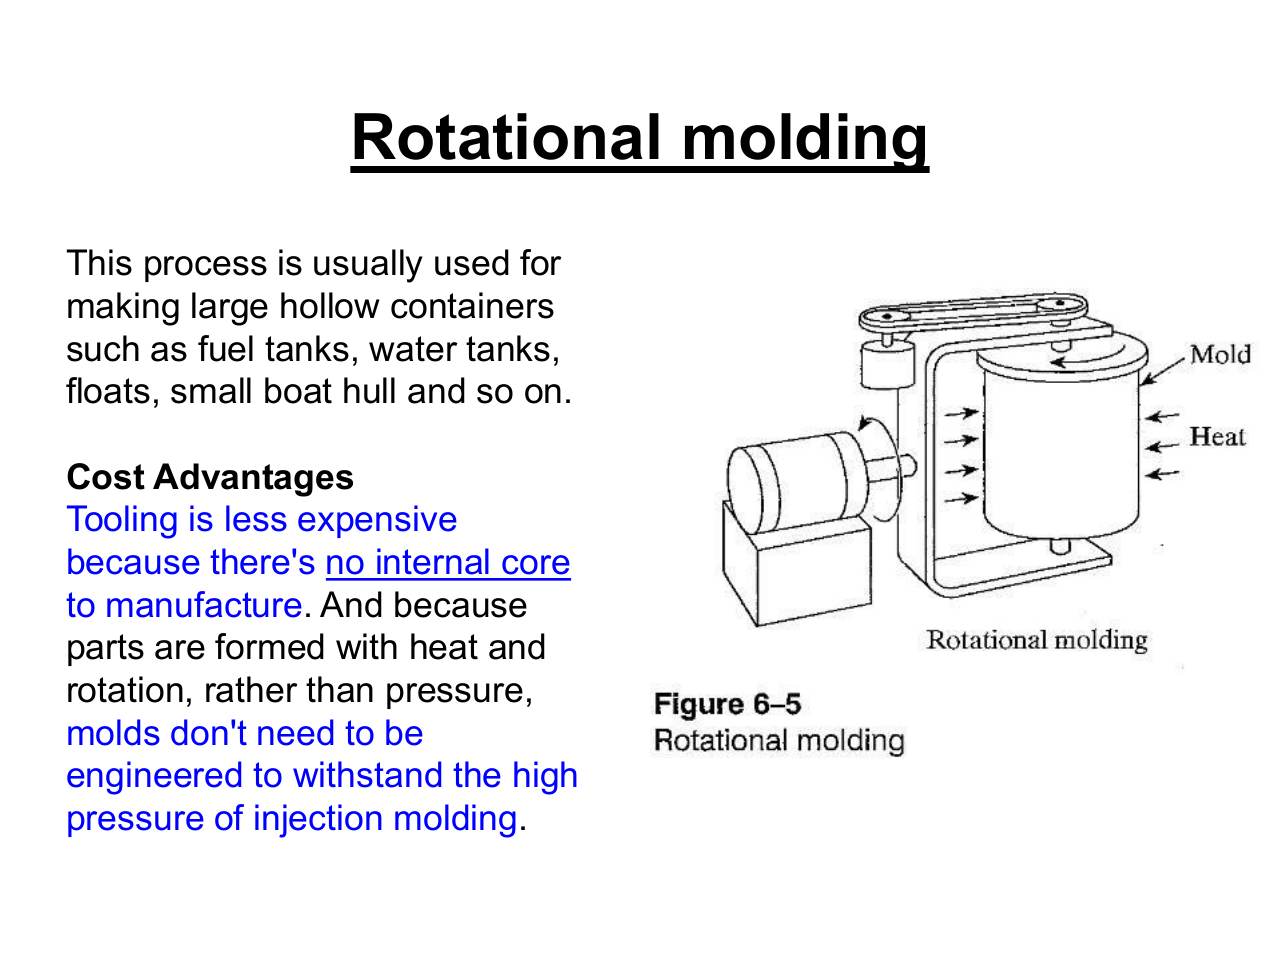 Rotational molding
This process is usually used for
making large hollow containers
such as fuel tanks, water tanks,
floats, small boat hull and so on.
Cost Advantages
Tooling is less expensive
because there's no internal core
to manufacture. And because
parts are formed with heat and
rotation, rather than pressure,
molds don't need to be
engineered to withstand the high
pressure of injection molding.
Mold
Heat
Rotational molding
Figure 6–5
Rotational molding